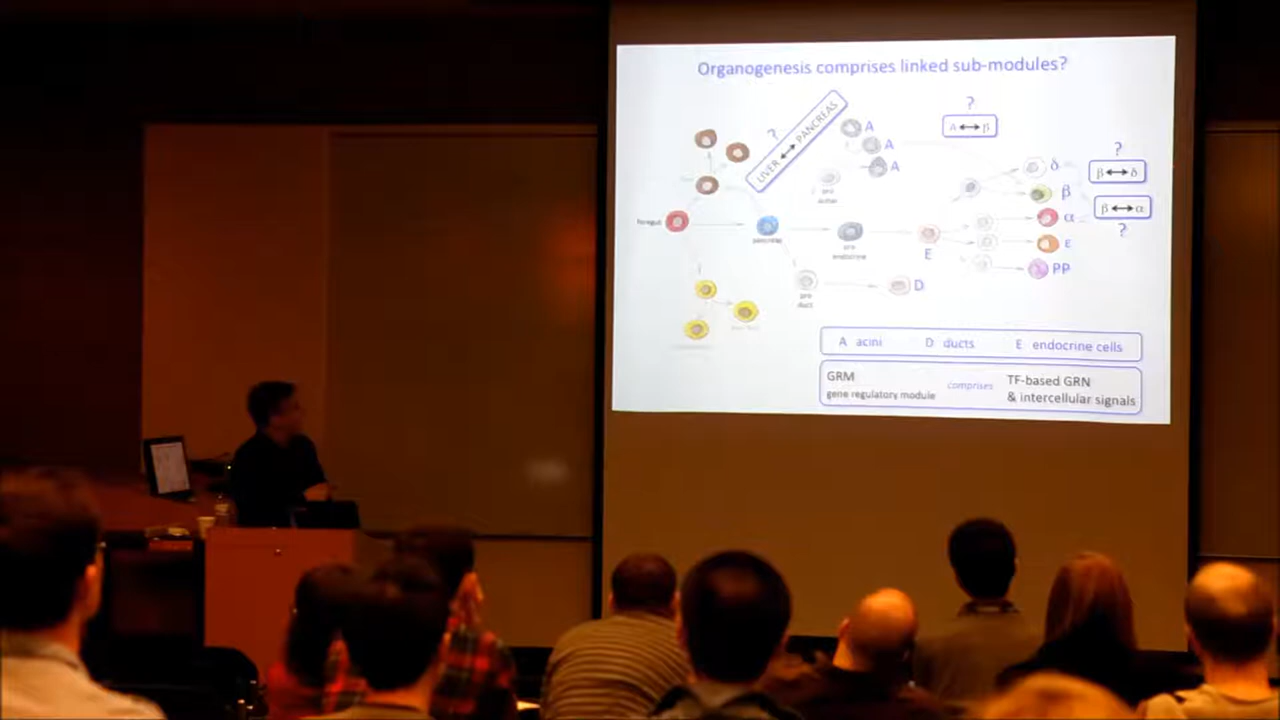 Organogenesis comprises linked sub-modules?
?
LIVER ↔ PANCREAS
A
A
A
?
A ↔ β
δ
?
β ↔ δ
β
β ↔ α
?
α
ε
PP
foregut
pancreas
pro
endocrine
E
pro
duct
D
A acini D ducts E endocrine cells
GRM
gene regulatory module
comprises
TF-based GRN
& intercellular signals